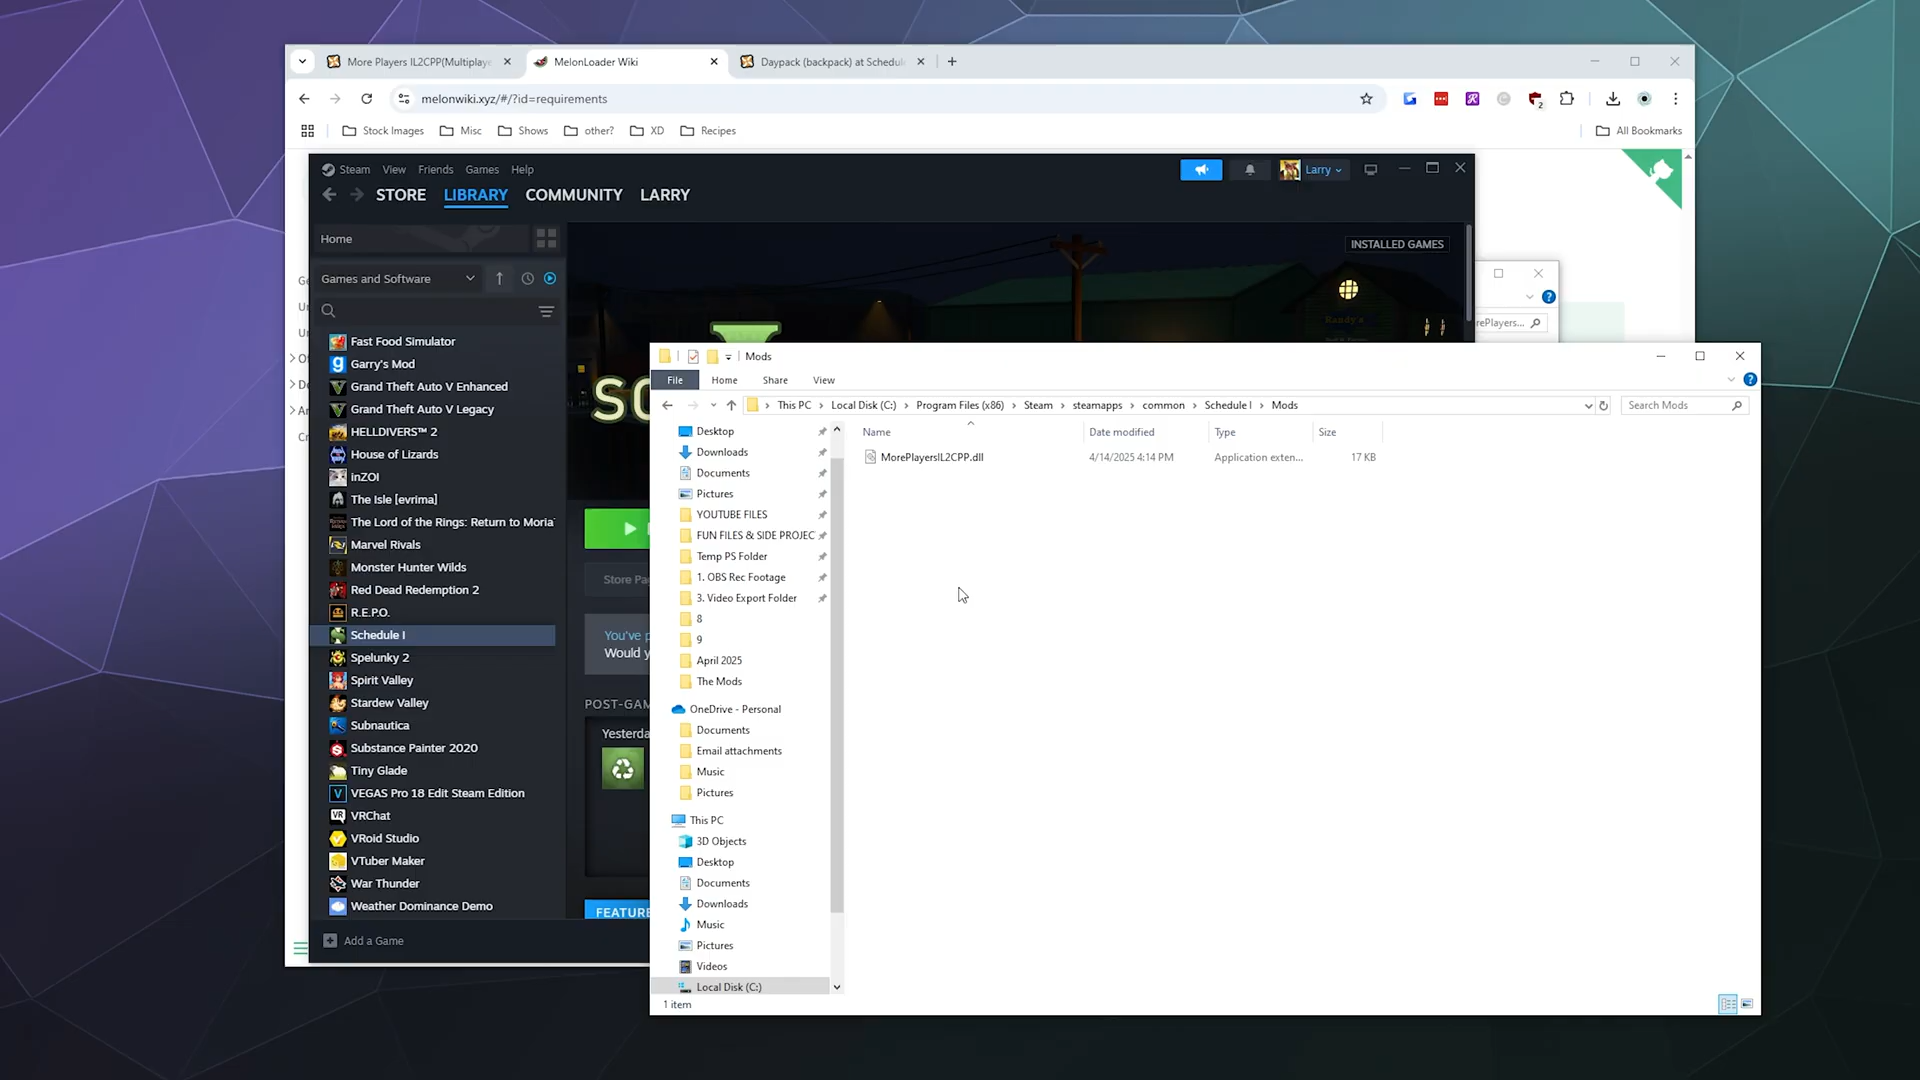 More Players IL2CPP(Multiplaye
MelonLoader Wiki
Daypack (backpack) at Schedul
melonwiki.xyz/#/?id=requirements
2
Stock Images
Misc
Shows
other?
XD
Recipes
All Bookmarks
Steam View Friends Games Help
Larry
STORE LIBRARY COMMUNITY LARRY
Home
INSTALLED GAMES
Games and Software
rePlayers...
Fast Food Simulator
Garry's Mod
Grand Theft Auto V Enhanced
Grand Theft Auto V Legacy
HELLDIVERS™ 2
House of Lizards
inZOI
The Isle [evrima]
The Lord of the Rings: Return to Moria
Marvel Rivals
Monster Hunter Wilds
Red Dead Redemption 2
R.E.P.O.
Schedule I
Spelunky 2
Spirit Valley
Stardew Valley
Subnautica
Substance Painter 2020
Tiny Glade
VEGAS Pro 18 Edit Steam Edition
VRChat
VRoid Studio
VTuber Maker
War Thunder
Weather Dominance Demo
Add a Game
Store Pa
You've p
Would y
POST-GAM
Yesterda
FEATURE
Mods
File Home Share View
This PC Local Disk (C:) Program Files (x86) Steam steamapps common Schedule I Mods
Search Mods
Name Date modified Type Size
MorePlayersIL2CPP.dll 4/14/2025 4:14 PM Application exten... 17 KB
Desktop
Downloads
Documents
Pictures
YOUTUBE FILES
FUN FILES & SIDE PROJEC
Temp PS Folder
1. OBS Rec Footage
3. Video Export Folder
8
9
April 2025
The Mods
OneDrive - Personal
Documents
Email attachments
Music
Pictures
This PC
3D Objects
Desktop
Documents
Downloads
Music
Pictures
Videos
Local Disk (C:)
1 item